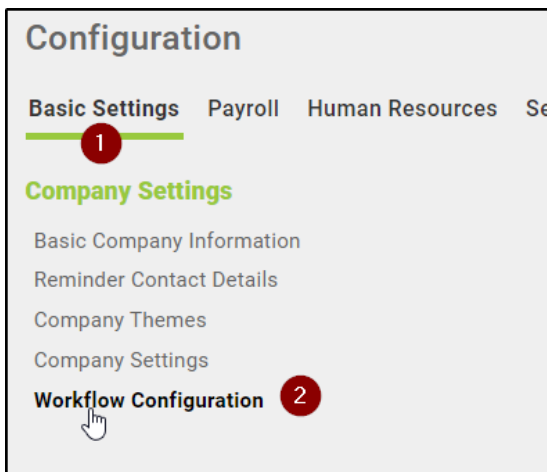 Configuration
Basic Settings Payroll Human Resources Se
1
Company Settings
Basic Company Information
Reminder Contact Details
Company Themes
Company Settings
Workflow Configuration 2